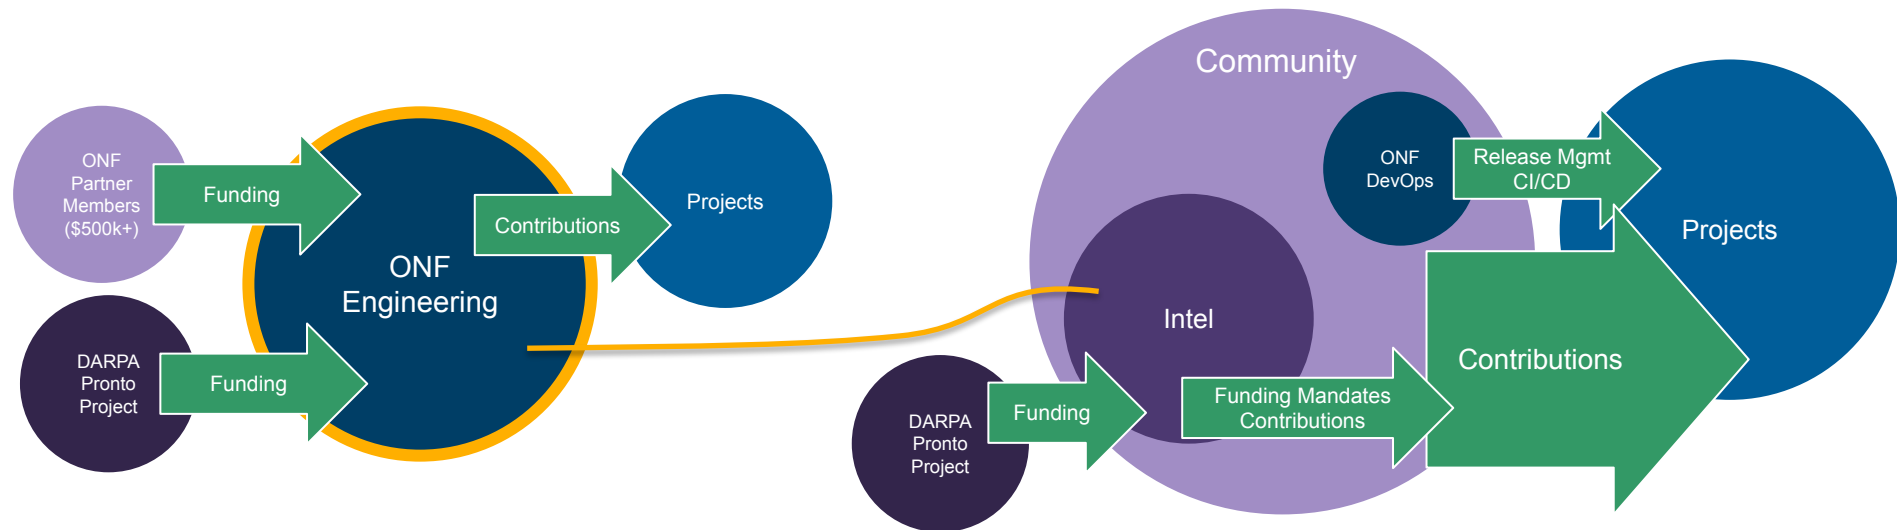 ONF
Partner
Members
($500k+)
Funding
DARPA
Pronto
Project
Funding
ONF
Engineering
Contributions
Projects
Community
ONF
DevOps
Release Mgmt
CI/CD
Projects
Intel
DARPA
Pronto
Project
Funding
Funding Mandates
Contributions
Contributions